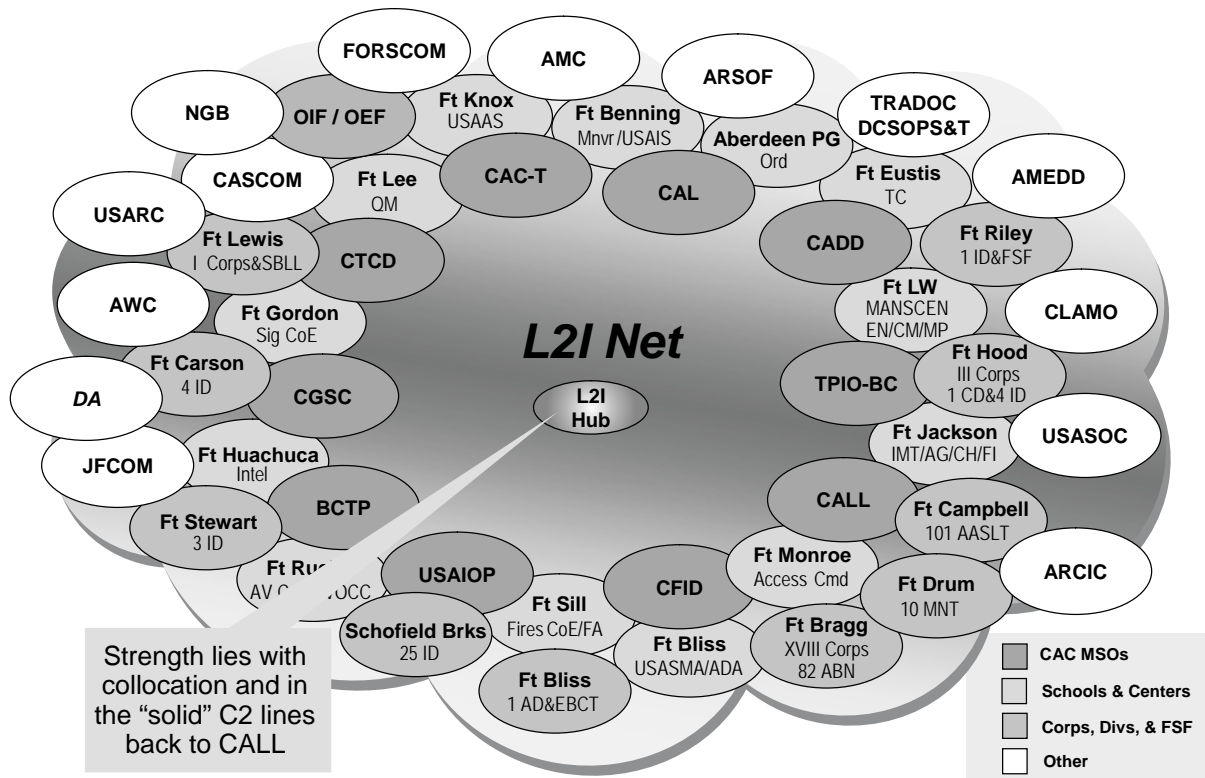 FORSCOM
AMC
ARSOF
TRADOC
DCSOPS&T
NGB
OIF / OEF
Ft Knox
USAAS
Ft Benning
Mnvr/USAIS
Aberdeen PG
Ord
CASCOM
Ft Lee
QM
CAC-T
CAL
Ft Eustis
TC
AMEDD
USARC
Ft Lewis
I Corps&SBLL
CTCD
CADD
Ft Riley
1 ID&FSF
AWC
Ft Gordon
Sig CoE
Ft LW
MANSCEN
EN/CM/MP
CLAMO
L2I Net
Ft Carson
4 ID
CGSC
L2I
Hub
TPIO-BC
Ft Hood
III Corps
1 CD&4 ID
DA
JFCOM
Ft Huachuca
Intel
Ft Jackson
IMT/AG/CH/FI
USASOC
Ft Stewart
3 ID
BCTP
CALL
Ft Campbell
101 AASLT
Ft
AV
USAIOP
Ft Sill
Fires CoE/FA
CFID
Ft Monroe
Access Cmd
Ft Drum
10 MNT
ARCIC
Schofield Brks
25 ID
Ft Bliss
1 AD&EBCT
Ft Bliss
USASMA/ADA
Ft Bragg
XVIII Corps
82 ABN
Strength lies with
collocation and in
the “solid” C2 lines
back to CALL
CAC MSOs
Schools & Centers
Corps, Divs, & FSF
Other